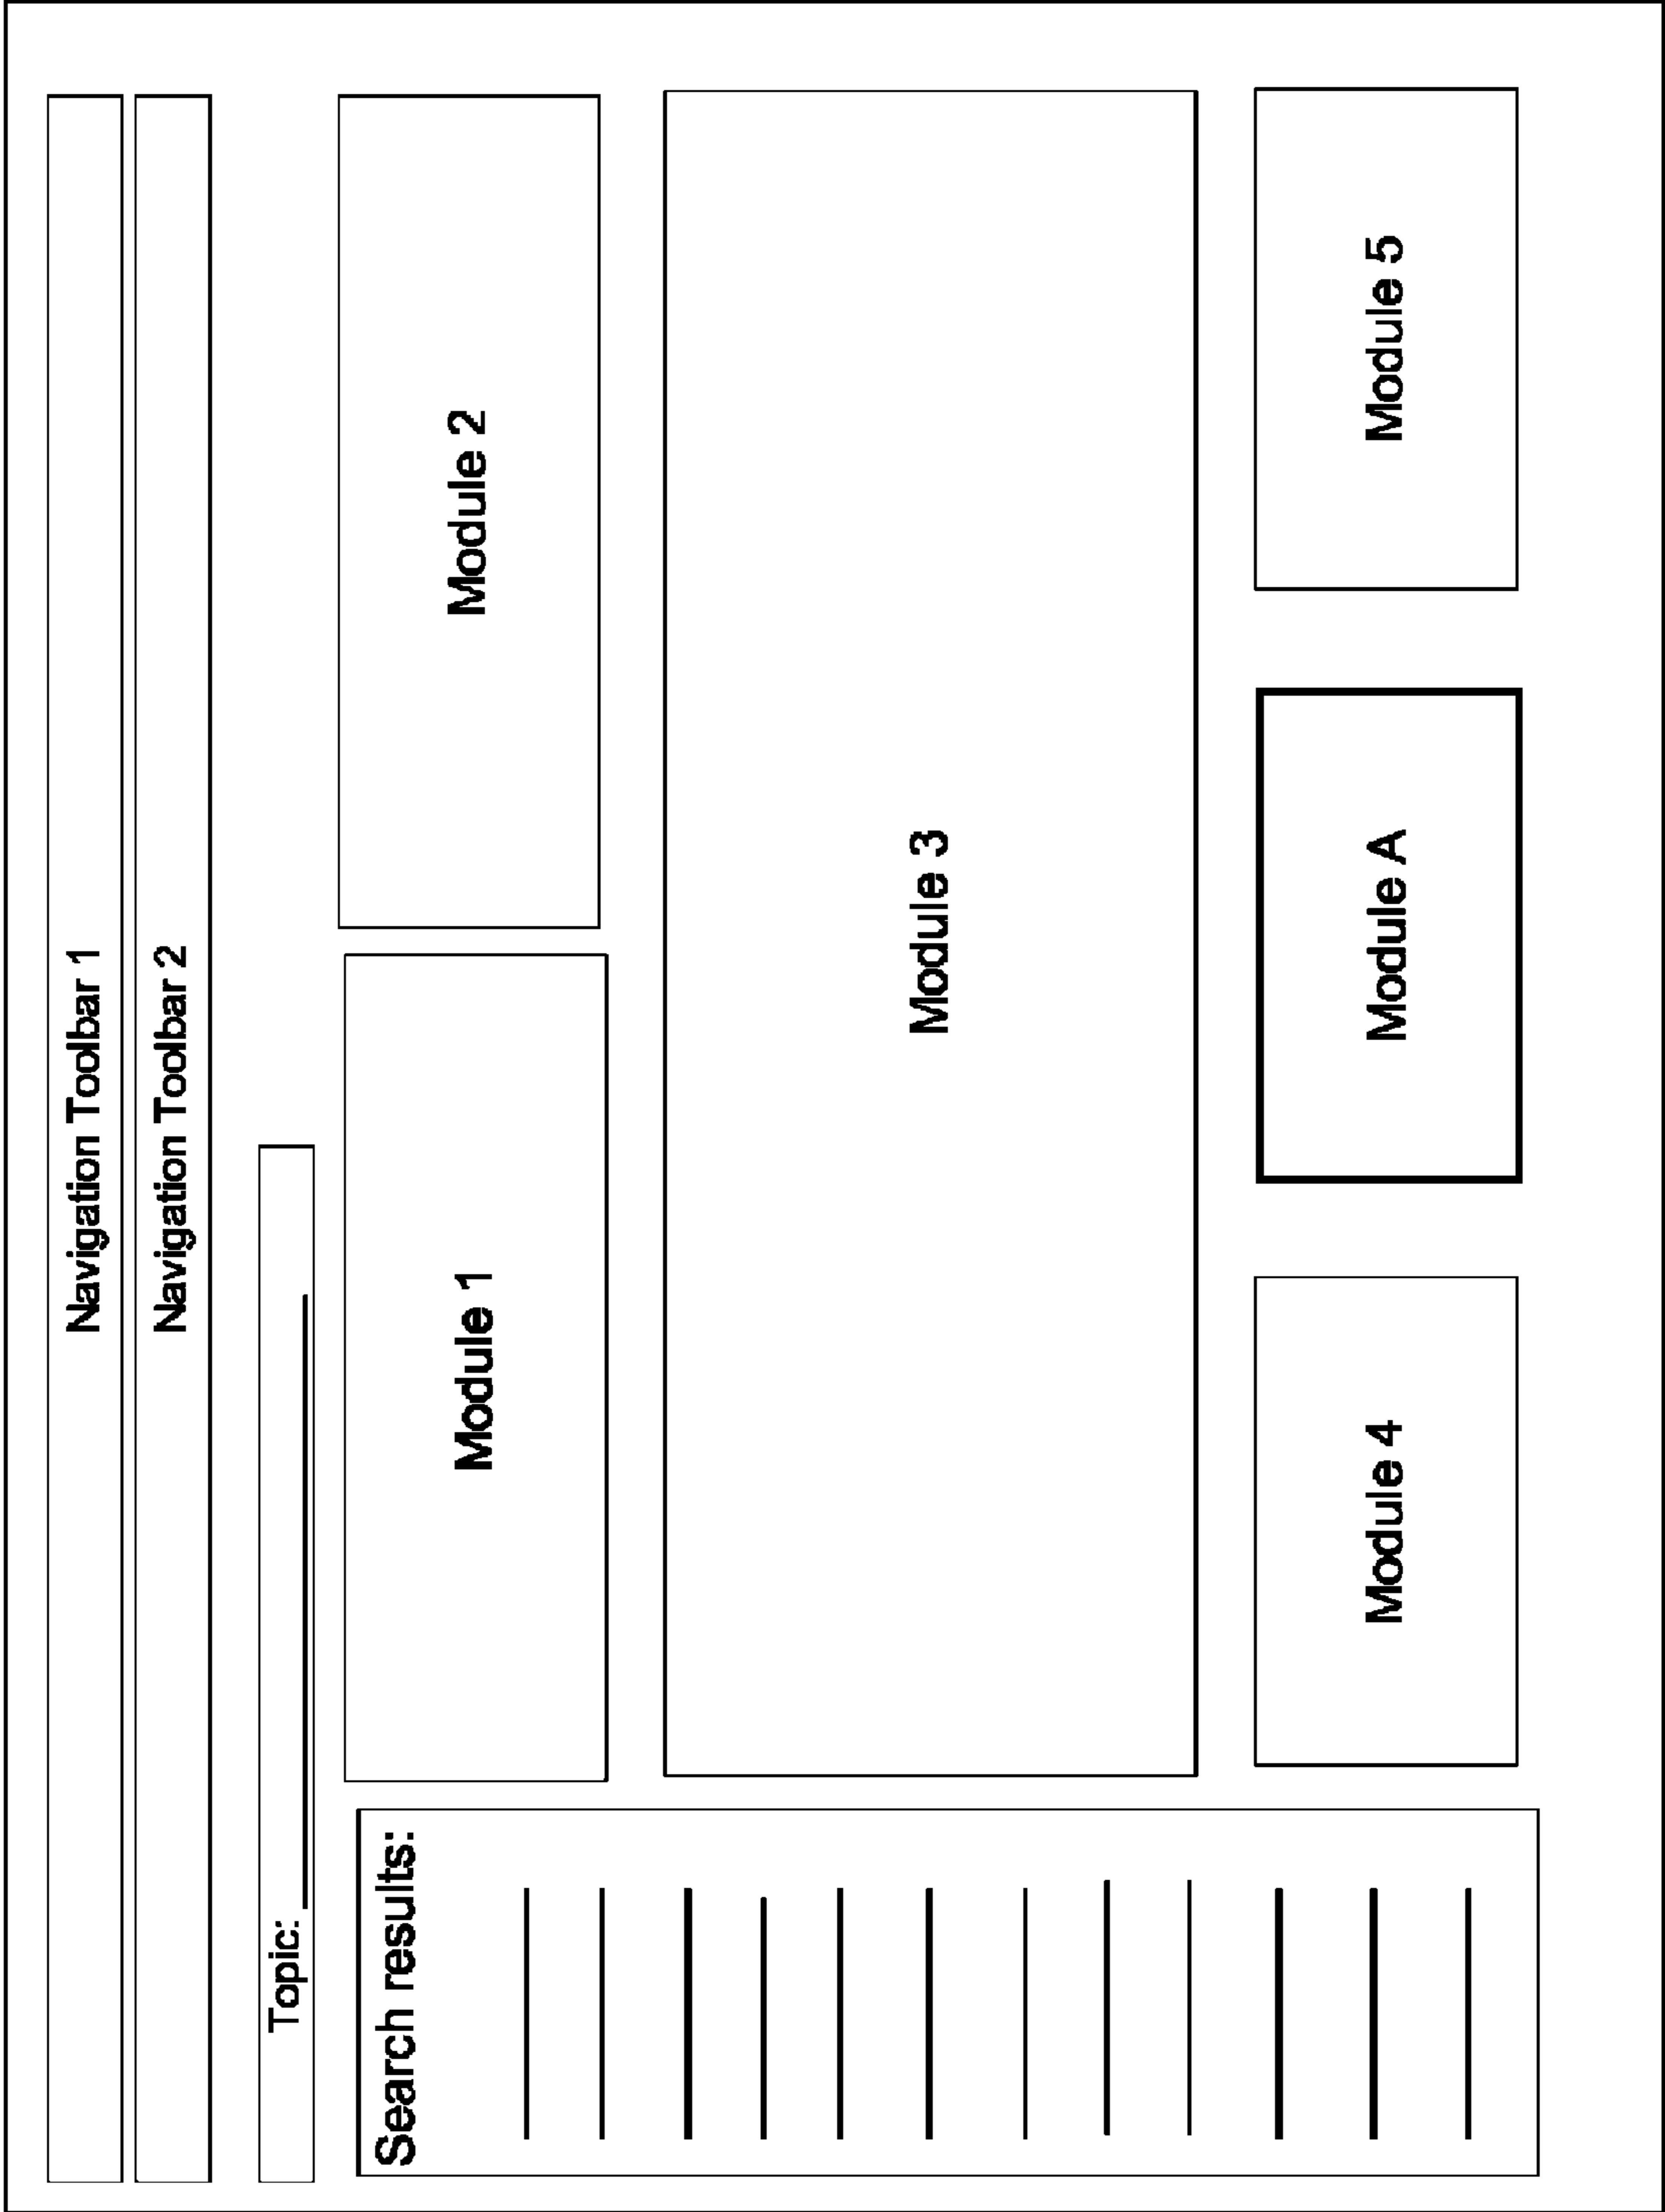 Navigation Toolbar 1
Navigation Toolbar 2
Topic:
Search results:
Module 1
Module 2
Module 3
Module 4
Module A
Module 5